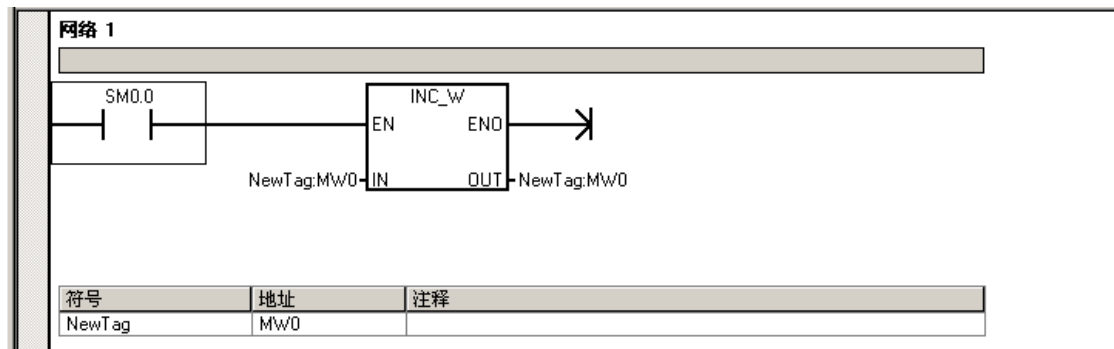 网络 1
SM0.0
INC_W
EN ENO
NewTag:MW0 IN OUT NewTag:MW0
符号 地址 注释
NewTag MW0